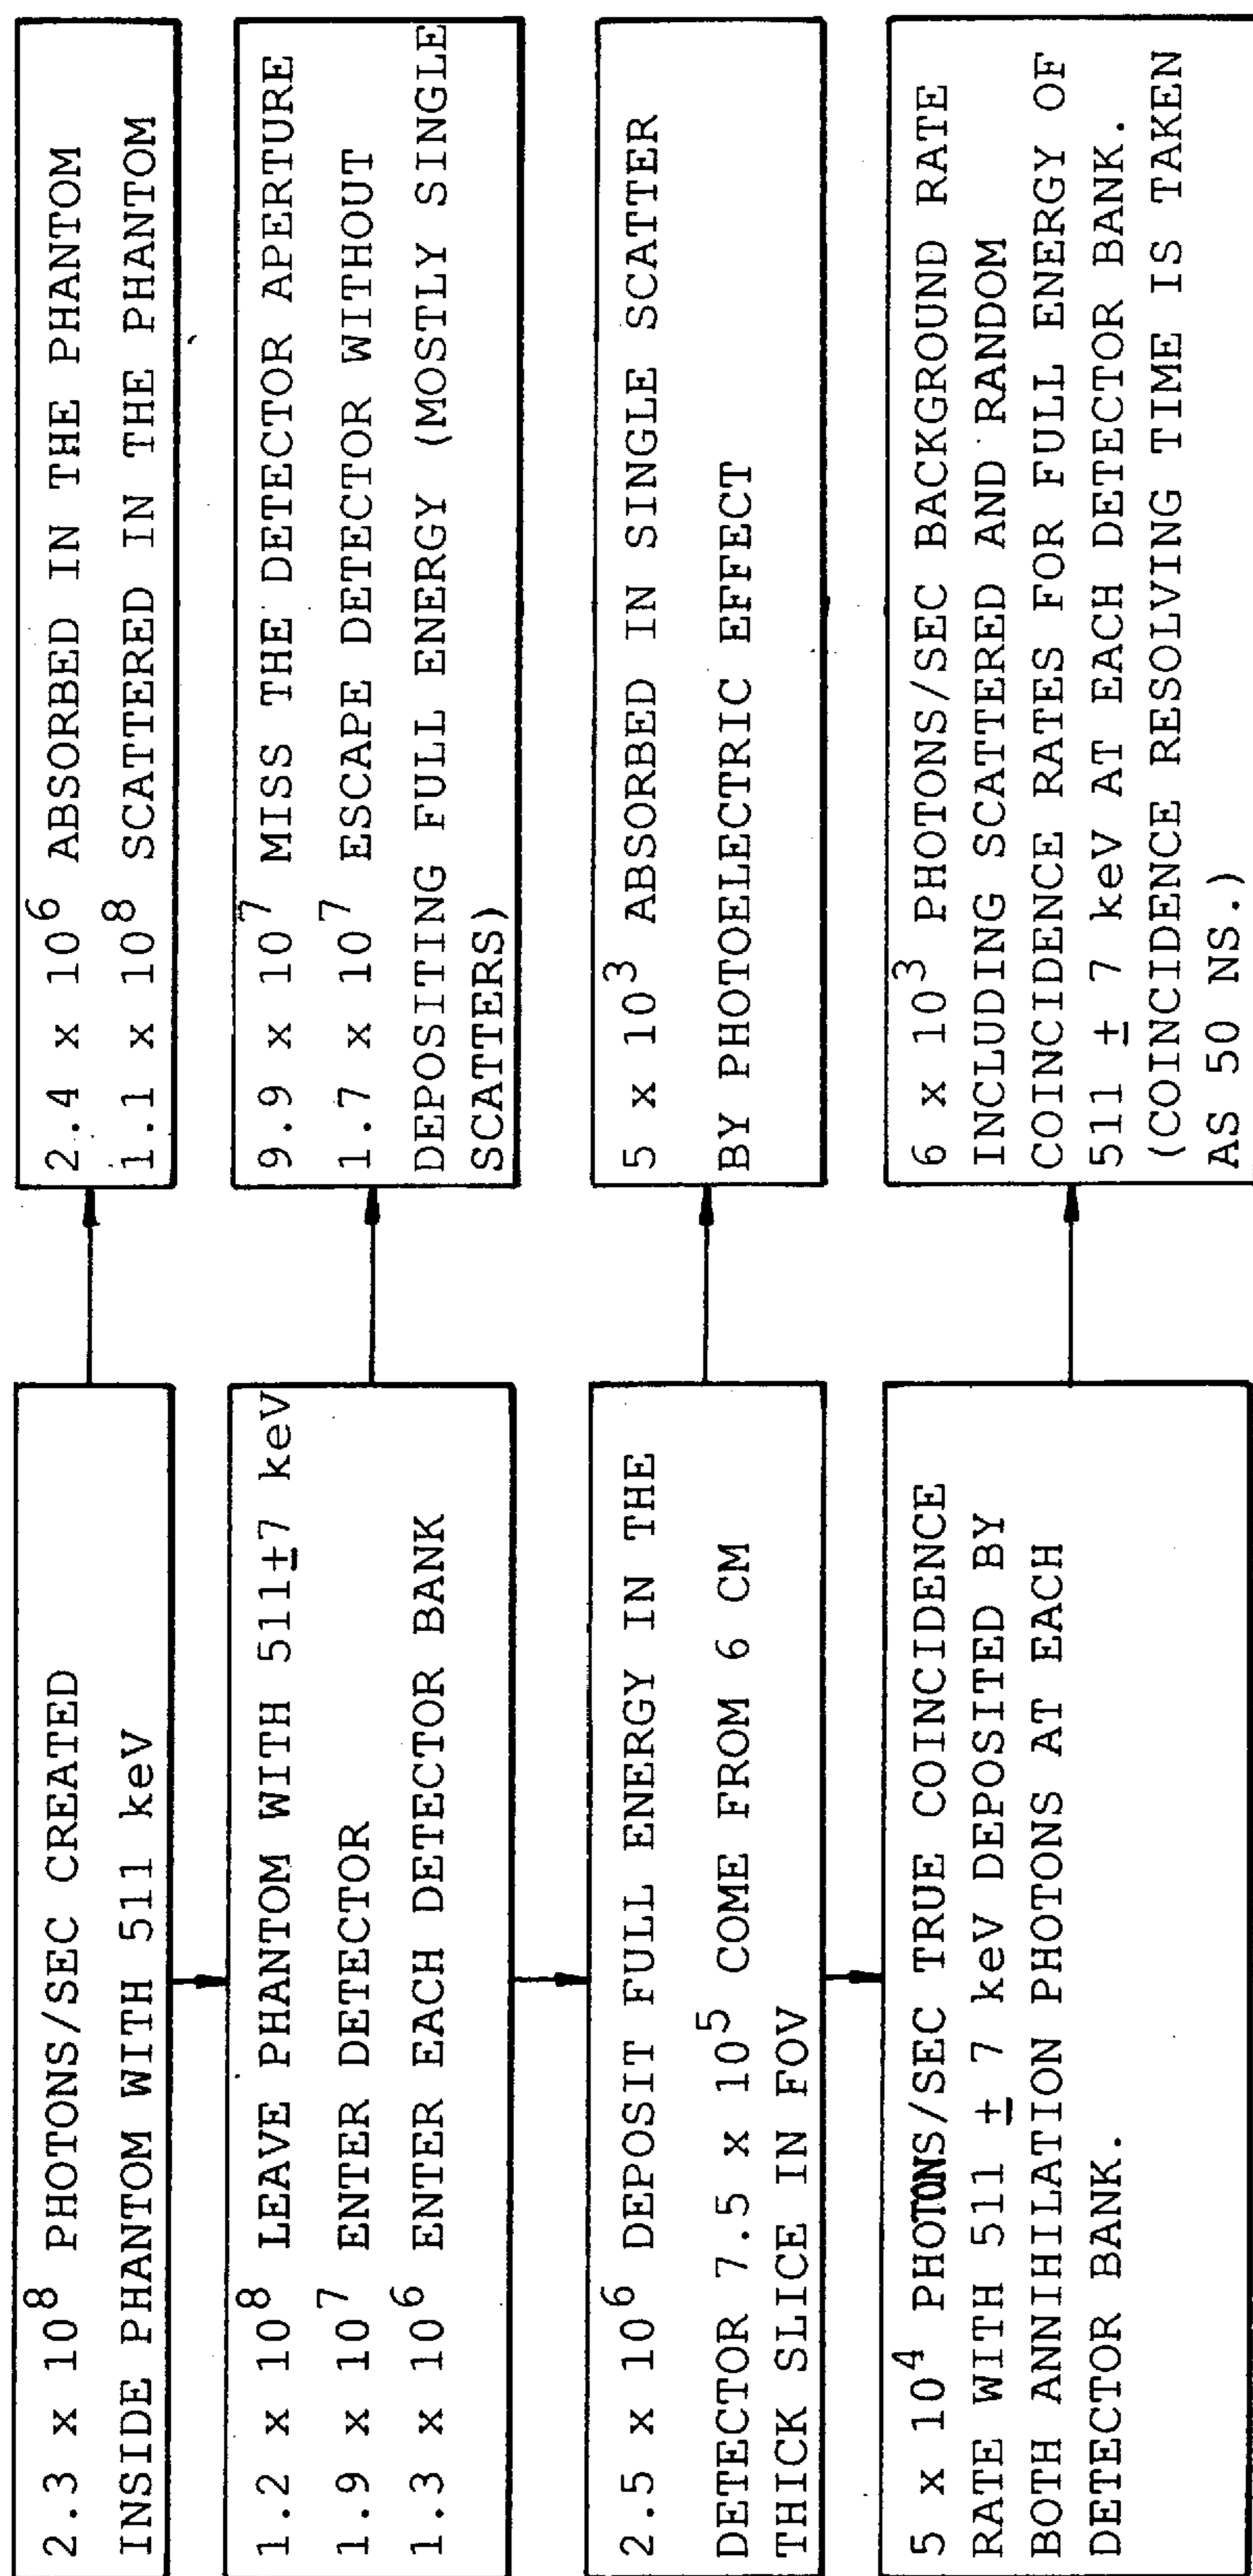 2.3 x 10⁸ PHOTONS/SEC CREATED
INSIDE PHANTOM WITH 511 keV
2.4 x 10⁶ ABSORBED IN THE PHANTOM
1.1 x 10⁸ SCATTERED IN THE PHANTOM
1.2 x 10⁸ LEAVE PHANTOM WITH 511±7 keV
1.9 x 10⁷ ENTER DETECTOR
1.3 x 10⁶ ENTER EACH DETECTOR BANK
9.9 x 10⁷ MISS THE DETECTOR APERTURE
1.7 x 10⁷ ESCAPE DETECTOR WITHOUT
DEPOSITING FULL ENERGY (MOSTLY SINGLE
SCATTERS)
2.5 x 10⁶ DEPOSIT FULL ENERGY IN THE
DETECTOR 7.5 x 10⁵ COME FROM 6 CM
THICK SLICE IN FOV
5 x 10³ ABSORBED IN SINGLE SCATTER
BY PHOTOELECTRIC EFFECT
5 x 10⁴ PHOTONS/SEC TRUE COINCIDENCE
RATE WITH 511 ± 7 keV DEPOSITED BY
BOTH ANNIHILATION PHOTONS AT EACH
DETECTOR BANK.
6 x 10³ PHOTONS/SEC BACKGROUND RATE
INCLUDING SCATTERED AND RANDOM
COINCIDENCE RATES FOR FULL ENERGY OF
511 ± 7 keV AT EACH DETECTOR BANK.
(COINCIDENCE RESOLVING TIME IS TAKEN
AS 50 NS.)